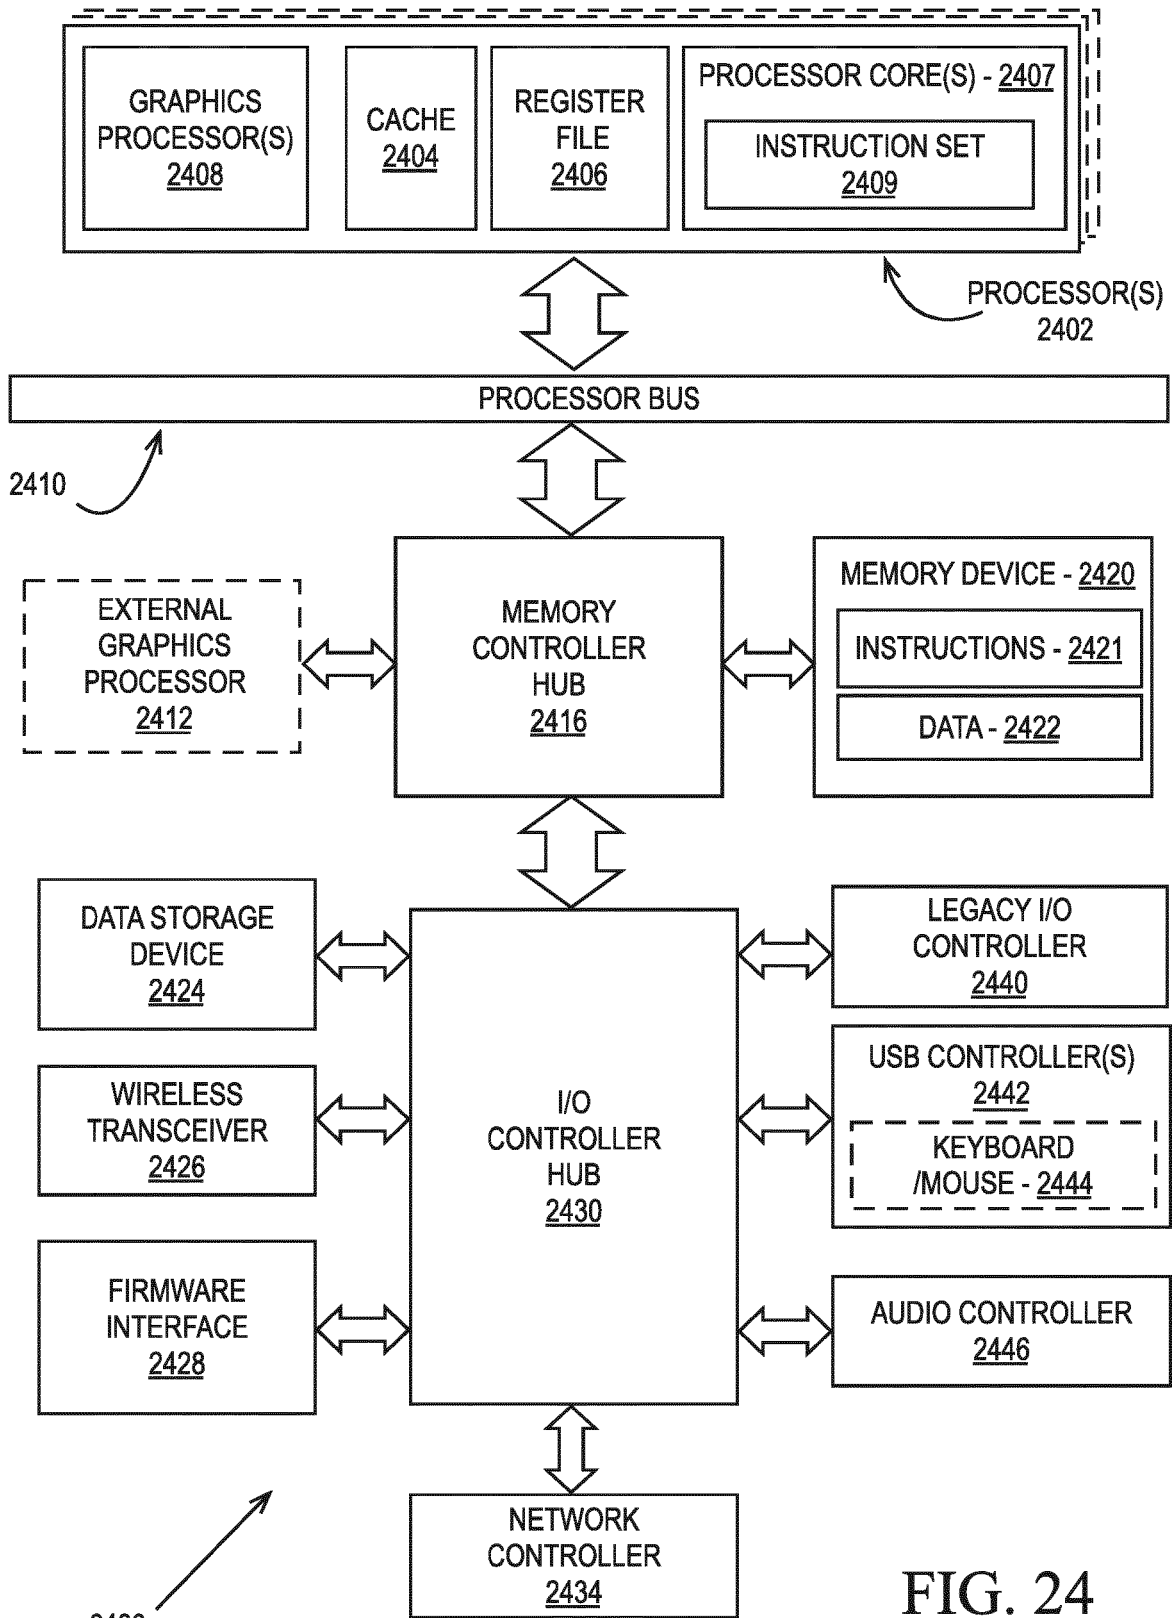 GRAPHICS
PROCESSOR(S)
2408
CACHE
2404
REGISTER
FILE
2406
PROCESSOR CORE(S) - 2407
INSTRUCTION SET
2409
PROCESSOR(S)
2402
PROCESSOR BUS
2410
EXTERNAL
GRAPHICS
PROCESSOR
2412
MEMORY
CONTROLLER
HUB
2416
MEMORY DEVICE - 2420
INSTRUCTIONS - 2421
DATA - 2422
DATA STORAGE
DEVICE
2424
WIRELESS
TRANSCEIVER
2426
FIRMWARE
INTERFACE
2428
I/O
CONTROLLER
HUB
2430
LEGACY I/O
CONTROLLER
2440
USB CONTROLLER(S)
2442
KEYBOARD
/MOUSE - 2444
AUDIO CONTROLLER
2446
NETWORK
CONTROLLER
2434
FIG. 24